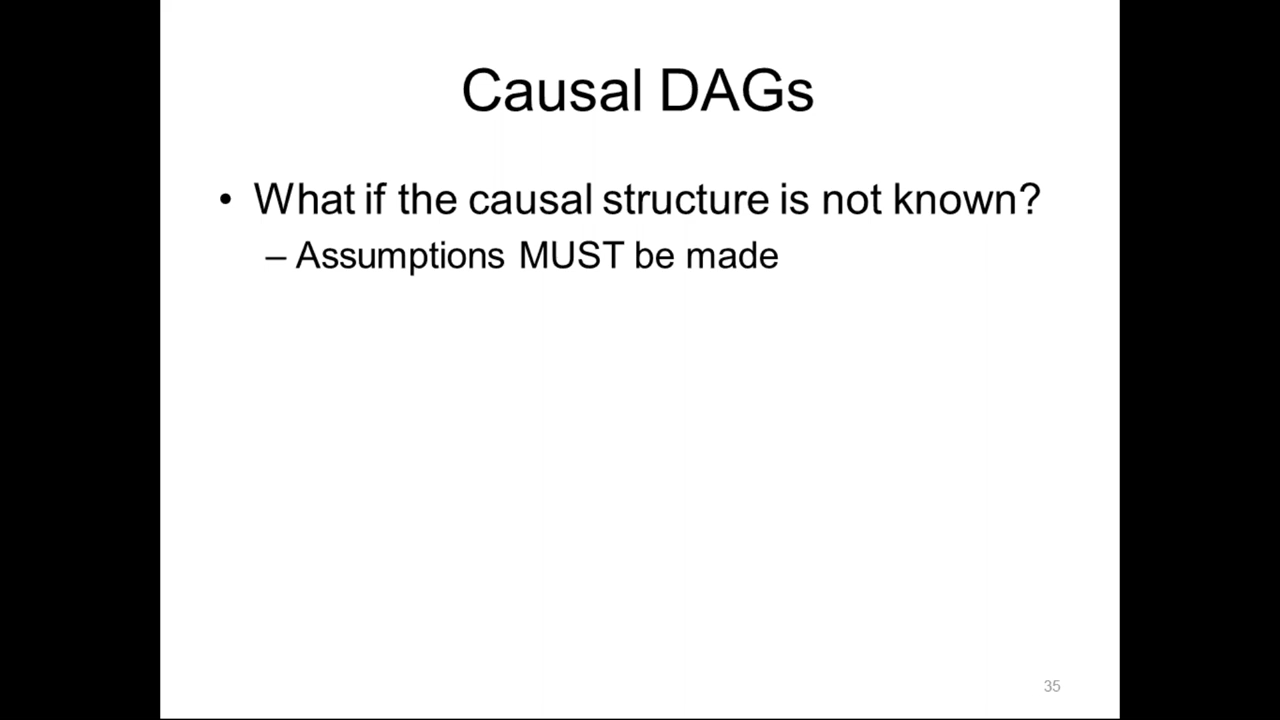 Causal DAGs
• What if the causal structure is not known?
– Assumptions MUST be made
35